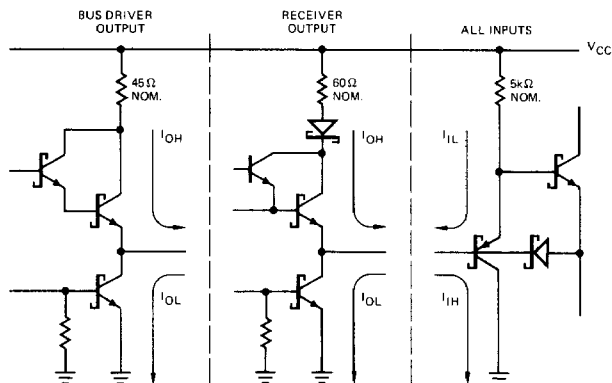 BUS DRIVER
OUTPUT
RECEIVER
OUTPUT
ALL INPUTS
VCC
45Ω
NOM.
60Ω
NOM.
5kΩ
NOM.
IOH
IOH
IIL
IOL
IOL
IIH